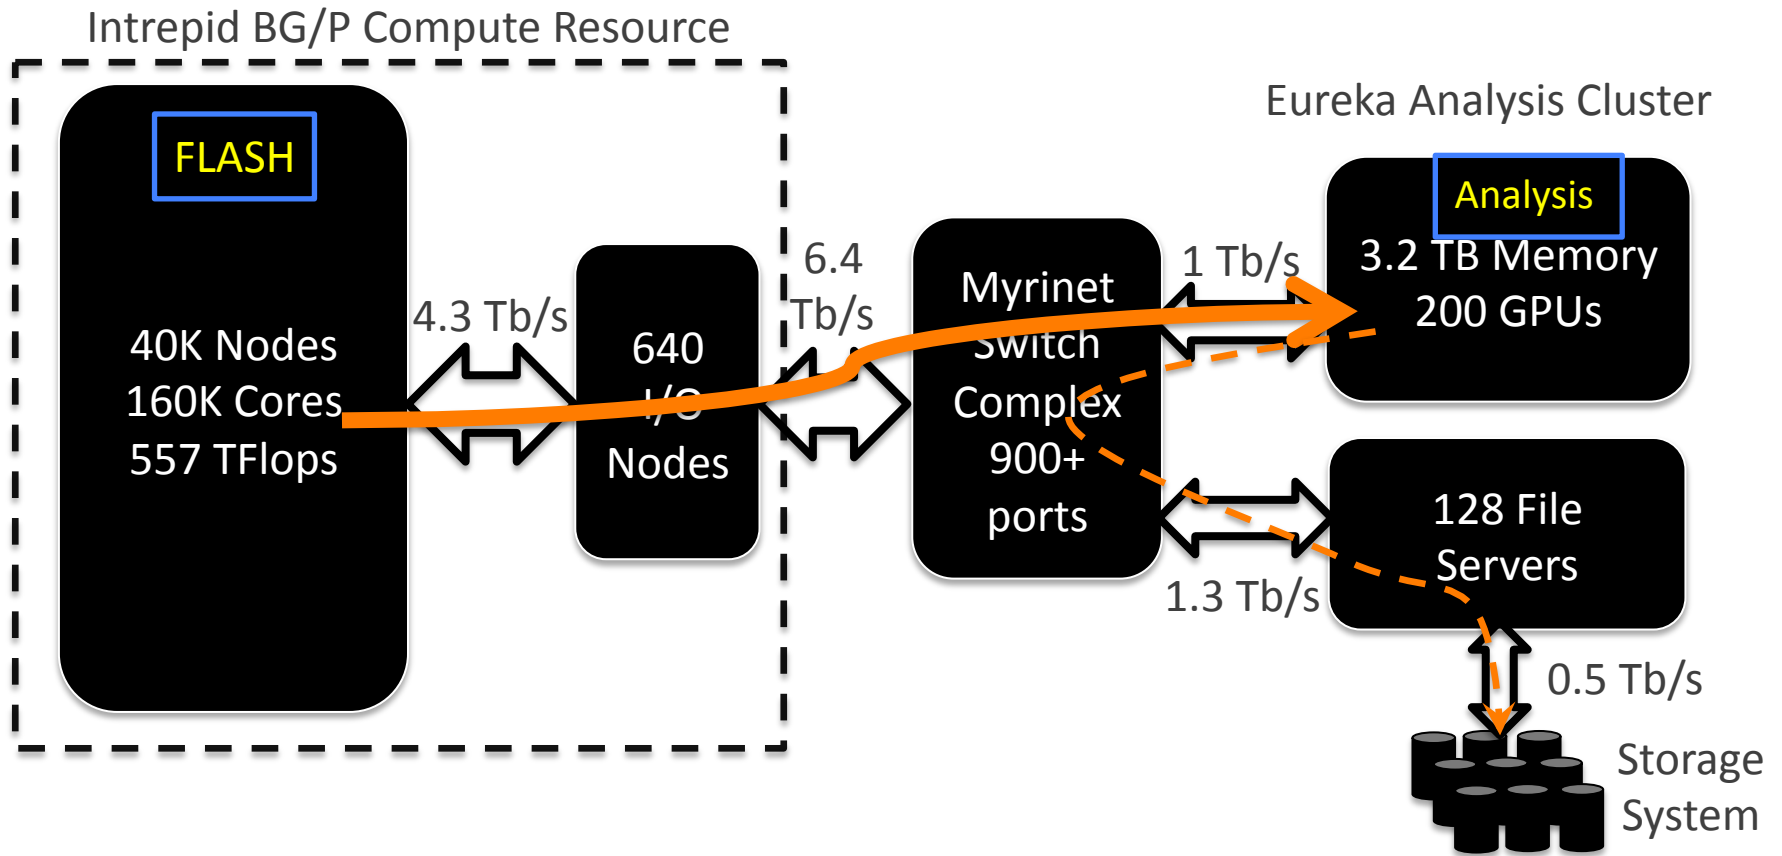 Intrepid BG/P Compute Resource
FLASH
40K Nodes
160K Cores
557 TFlops
4.3 Tb/s
640
I/O
Nodes
6.4
Tb/s
Myrinet
Switch
Complex
900+
ports
1 Tb/s
Eureka Analysis Cluster
Analysis
3.2 TB Memory
200 GPUs
1.3 Tb/s
128 File
Servers
0.5 Tb/s
Storage
System